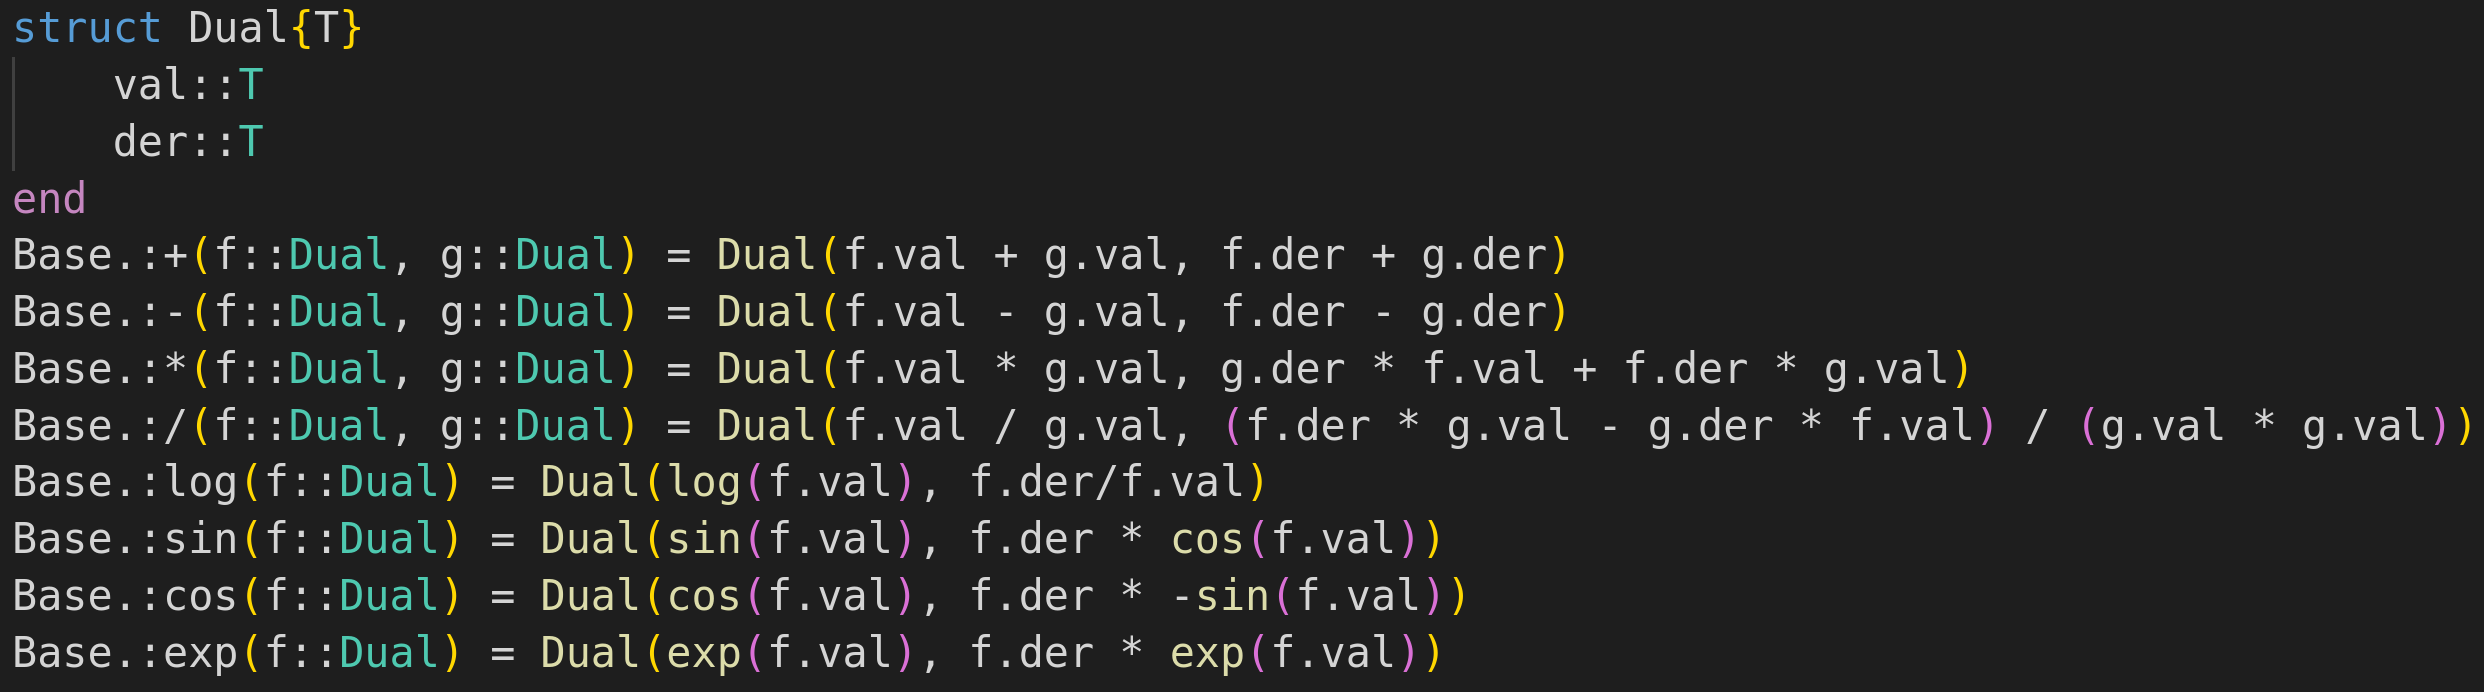 struct Dual{T}
    val::T
    der::T
end
Base.:+(f::Dual, g::Dual) = Dual(f.val + g.val, f.der + g.der)
Base.:-(f::Dual, g::Dual) = Dual(f.val - g.val, f.der - g.der)
Base.:*(f::Dual, g::Dual) = Dual(f.val * g.val, g.der * f.val + f.der * g.val)
Base.:/(f::Dual, g::Dual) = Dual(f.val / g.val, (f.der * g.val - g.der * f.val) / (g.val * g.val))
Base.:log(f::Dual) = Dual(log(f.val), f.der/f.val)
Base.:sin(f::Dual) = Dual(sin(f.val), f.der * cos(f.val))
Base.:cos(f::Dual) = Dual(cos(f.val), f.der * -sin(f.val))
Base.:exp(f::Dual) = Dual(exp(f.val), f.der * exp(f.val))